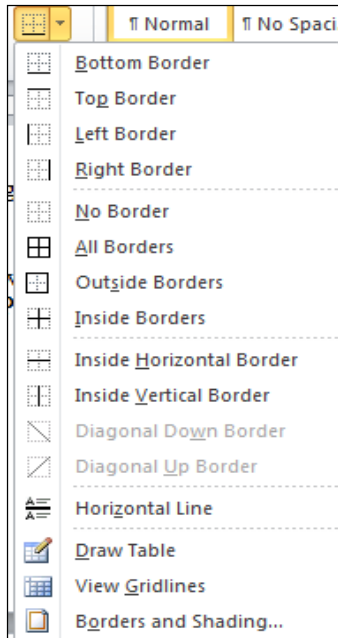 ¶ Normal ¶ No Spaci
Bottom Border
Top Border
Left Border
Right Border
No Border
All Borders
Outside Borders
Inside Borders
Inside Horizontal Border
Inside Vertical Border
Diagonal Down Border
Diagonal Up Border
Horizontal Line
Draw Table
View Gridlines
Borders and Shading...